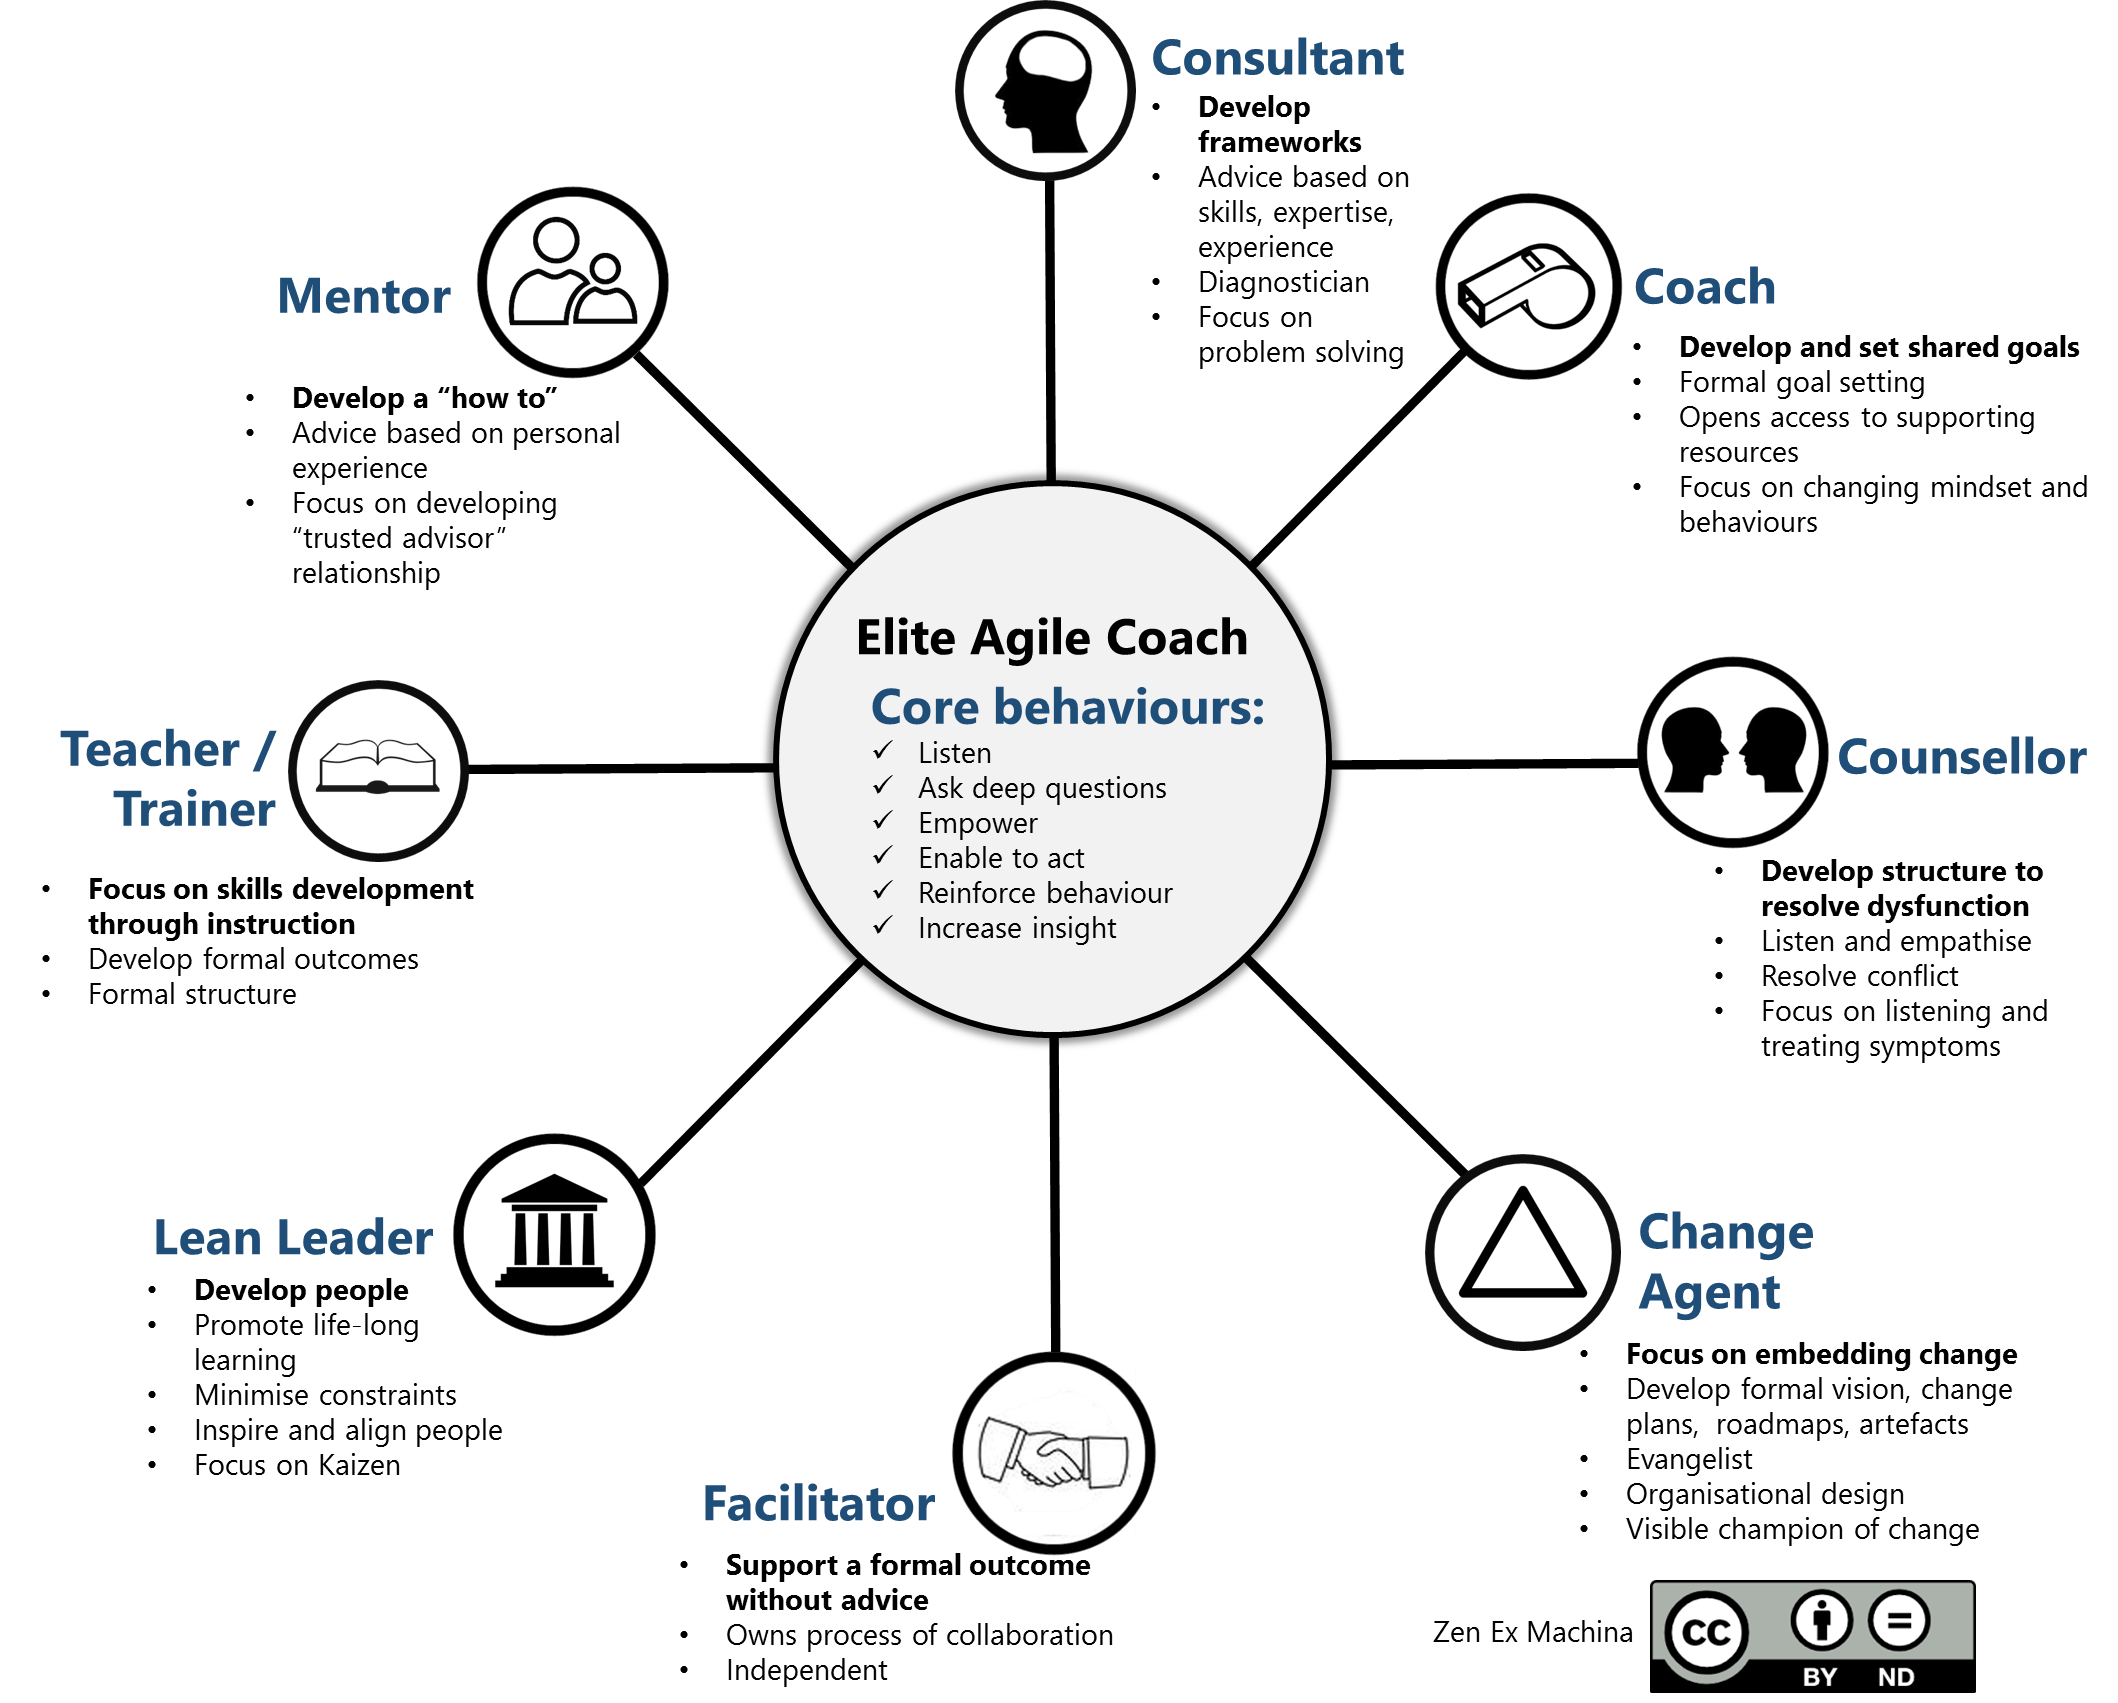 Consultant
• Develop
frameworks
• Advice based on
skills, expertise,
experience
• Diagnostician
• Focus on
problem solving
Coach
• Develop and set shared goals
• Formal goal setting
• Opens access to supporting
resources
• Focus on changing mindset and
behaviours
Counsellor
• Develop structure to
resolve dysfunction
• Listen and empathise
• Resolve conflict
• Focus on listening and
treating symptoms
Change
Agent
• Focus on embedding change
• Develop formal vision, change
plans, roadmaps, artefacts
• Evangelist
• Organisational design
• Visible champion of change
Facilitator
• Support a formal outcome
without advice
• Owns process of collaboration
• Independent
Lean Leader
• Develop people
• Promote life-long
learning
• Minimise constraints
• Inspire and align people
• Focus on Kaizen
Teacher /
Trainer
• Focus on skills development
through instruction
• Develop formal outcomes
• Formal structure
Mentor
• Develop a “how to”
• Advice based on personal
experience
• Focus on developing
“trusted advisor”
relationship
Elite Agile Coach
Core behaviours:
✓ Listen
✓ Ask deep questions
✓ Empower
✓ Enable to act
✓ Reinforce behaviour
✓ Increase insight
Zen Ex Machina
CC
BY ND